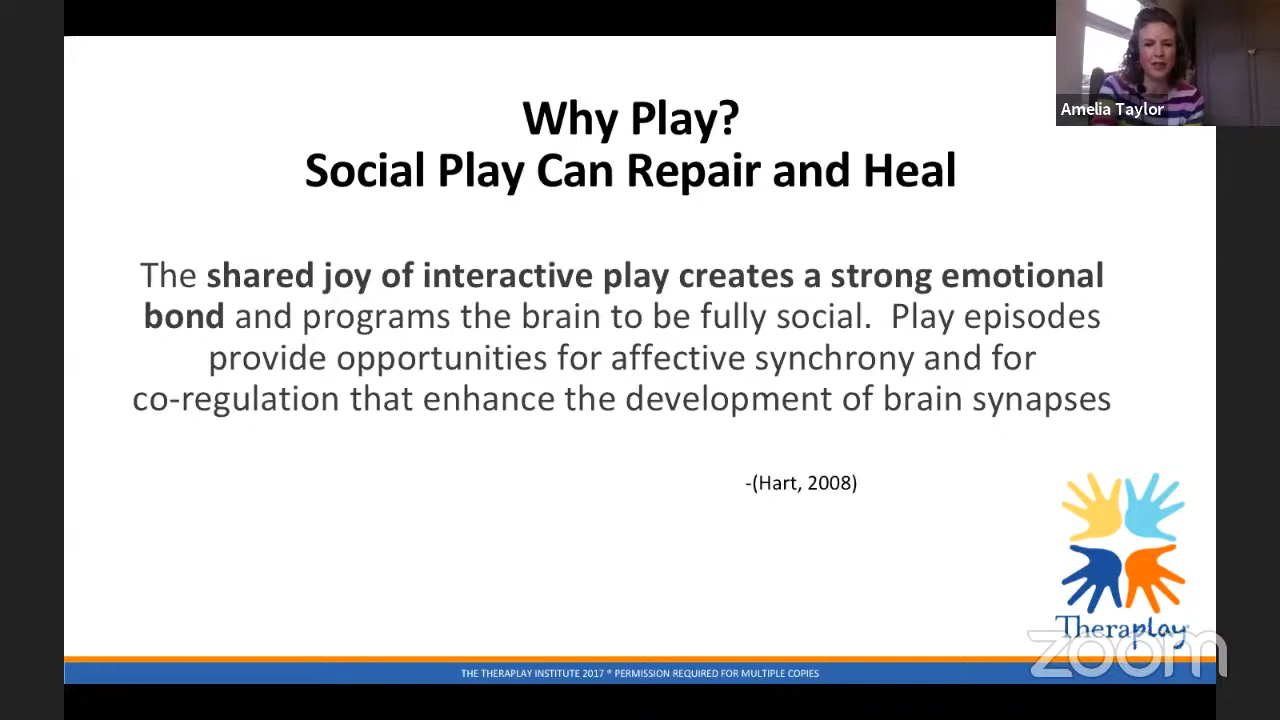 Why Play?
Social Play Can Repair and Heal
Amelia Taylor
The shared joy of interactive play creates a strong emotional
bond and programs the brain to be fully social.  Play episodes
provide opportunities for affective synchrony and for
co-regulation that enhance the development of brain synapses
-(Hart, 2008)
Theraplay
zoom
THE THERAPLAY INSTITUTE 2017 ® PERMISSION REQUIRED FOR MULTIPLE COPIES